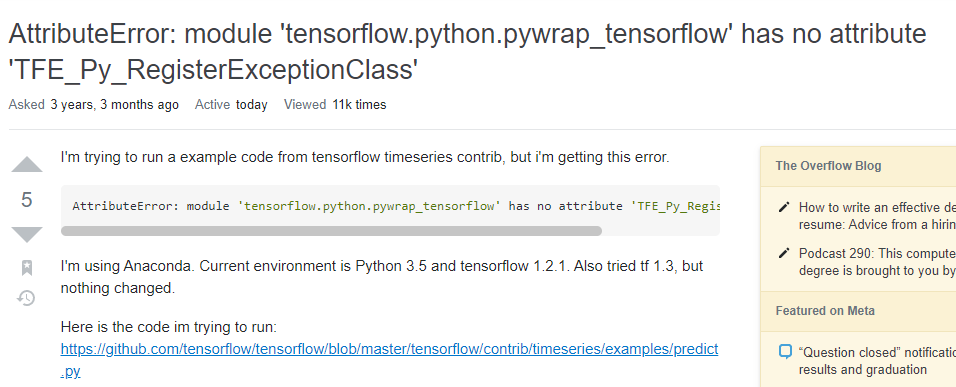 AttributeError: module 'tensorflow.python.pywrap_tensorflow' has no attribute
'TFE_Py_RegisterExceptionClass'
Asked 3 years, 3 months ago Active today Viewed 11k times
I'm trying to run a example code from tensorflow timeseries contrib, but i'm getting this error.
5
AttributeError: module 'tensorflow.python.pywrap_tensorflow' has no attribute 'TFE_Py_Regis
I'm using Anaconda. Current environment is Python 3.5 and tensorflow 1.2.1. Also tried tf 1.3, but
nothing changed.
Here is the code im trying to run:
https://github.com/tensorflow/tensorflow/blob/master/tensorflow/contrib/timeseries/examples/predict
.py
The Overflow Blog
How to write an effective de
resume: Advice from a hirin
Podcast 290: This compute
degree is brought to you by
Featured on Meta
“Question closed” notificatio
results and graduation